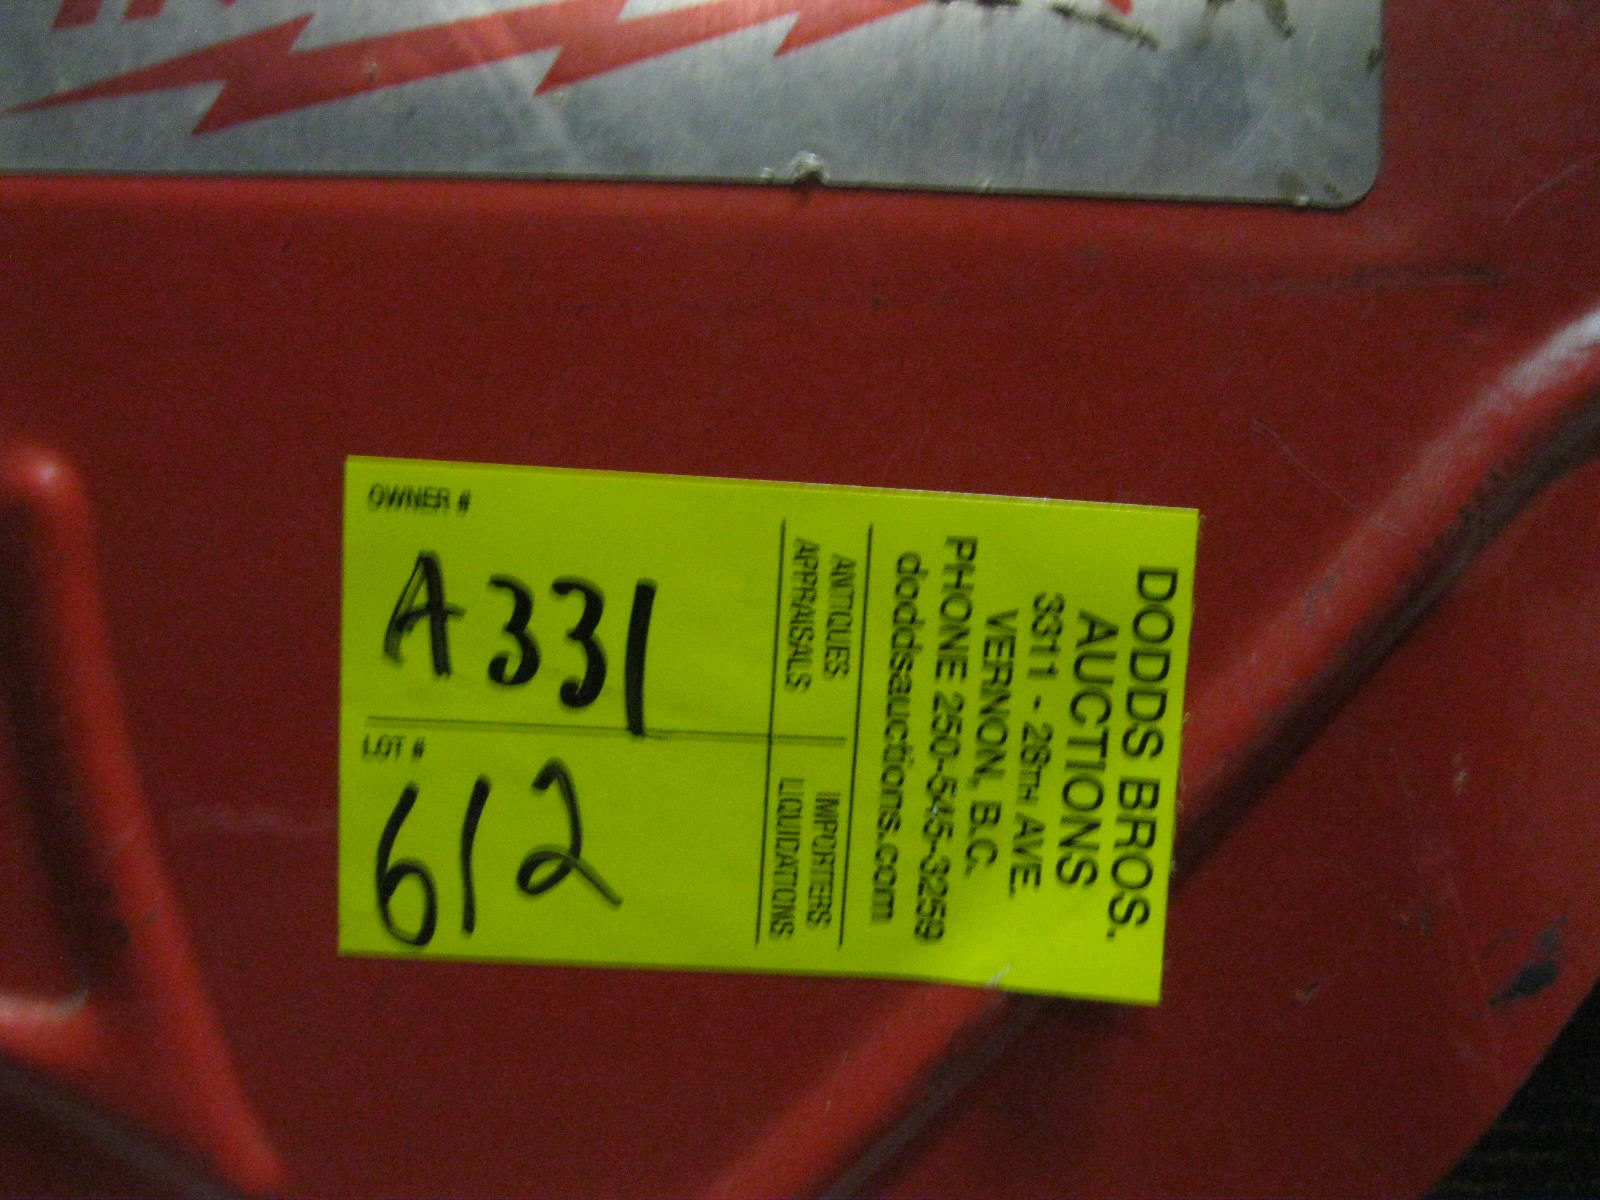 OWNER #
A331
LOT #
612
DODDS BROS.
AUCTIONS
3311 - 28TH AVE.
VERNON, B.C.
PHONE 250-545-3259
doddsauctions.com
ANTIQUES
APPRAISALS
IMPORTERS
LIQUIDATIONS